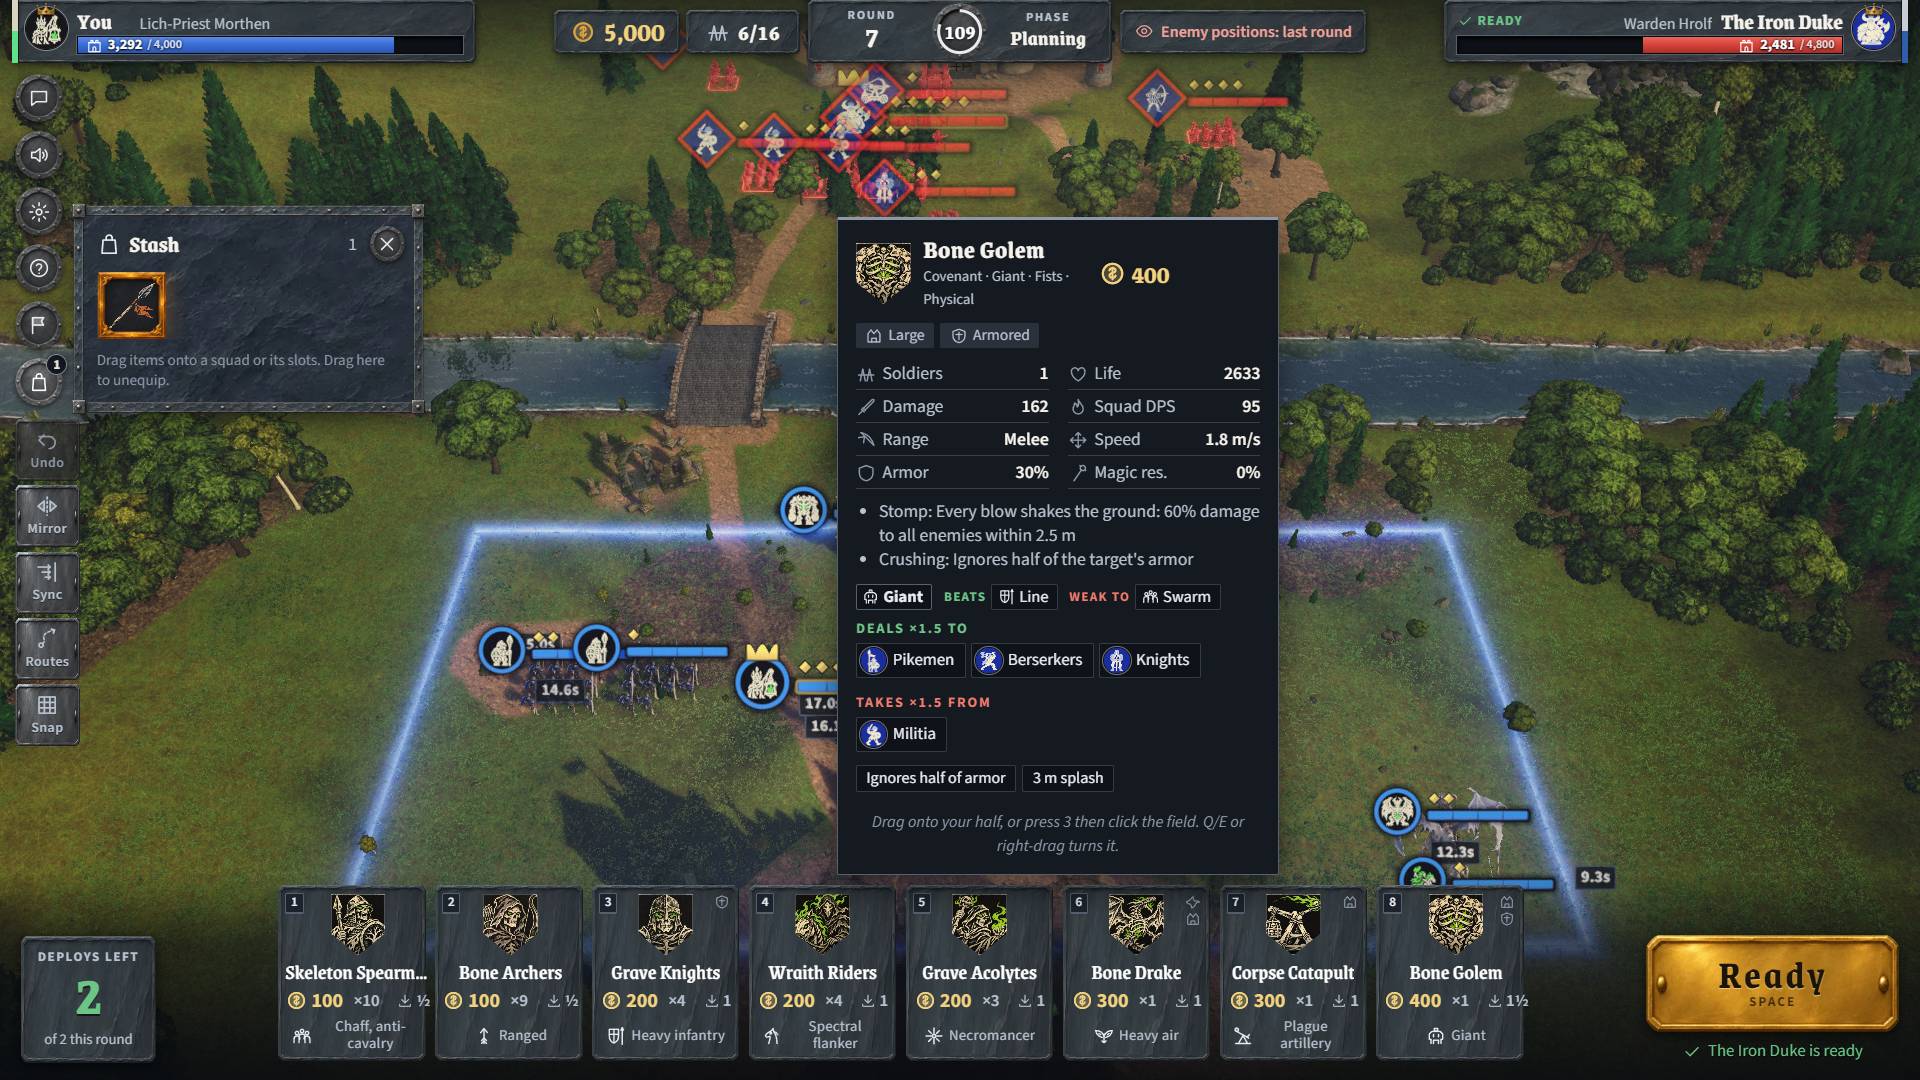 You
Lich-Priest Morthen
3,292 / 4,000
5,000
6/16
ROUND
7
109
PHASE
Planning
Enemy positions: last round
READY
Warden Hrolf The Iron Duke
2,481 / 4,800
Stash
1
Drag items onto a squad or its slots. Drag here
to unequip.
1
Undo
Mirror
Sync
Routes
Snap
Bone Golem
Covenant · Giant · Fists ·
Physical
400
Large
Armored
Soldiers 1
Life 2633
Damage 162
Squad DPS 95
Range Melee
Speed 1.8 m/s
Armor 30%
Magic res. 0%
• Stomp: Every blow shakes the ground: 60% damage
to all enemies within 2.5 m
• Crushing: Ignores half of the target's armor
Giant BEATS Line WEAK TO Swarm
DEALS ×1.5 TO
Pikemen Berserkers Knights
TAKES ×1.5 FROM
Militia
Ignores half of armor 3 m splash
Drag onto your half, or press 3 then click the field. Q/E or
right-drag turns it.
14.6s
12.3s
9.3s
DEPLOYS LEFT
2
of 2 this round
1
Skeleton Spearm...
100 ×10 ½
Chaff, anti-
cavalry
2
Bone Archers
100 ×9 ½
Ranged
3
Grave Knights
200 ×4 1
Heavy infantry
4
Wraith Riders
200 ×4 1
Spectral
flanker
5
Grave Acolytes
200 ×3 1
Necromancer
6
Bone Drake
300 ×1 1
Heavy air
7
Corpse Catapult
300 ×1 1
Plague
artillery
8
Bone Golem
400 ×1 1½
Giant
Ready
SPACE
The Iron Duke is ready